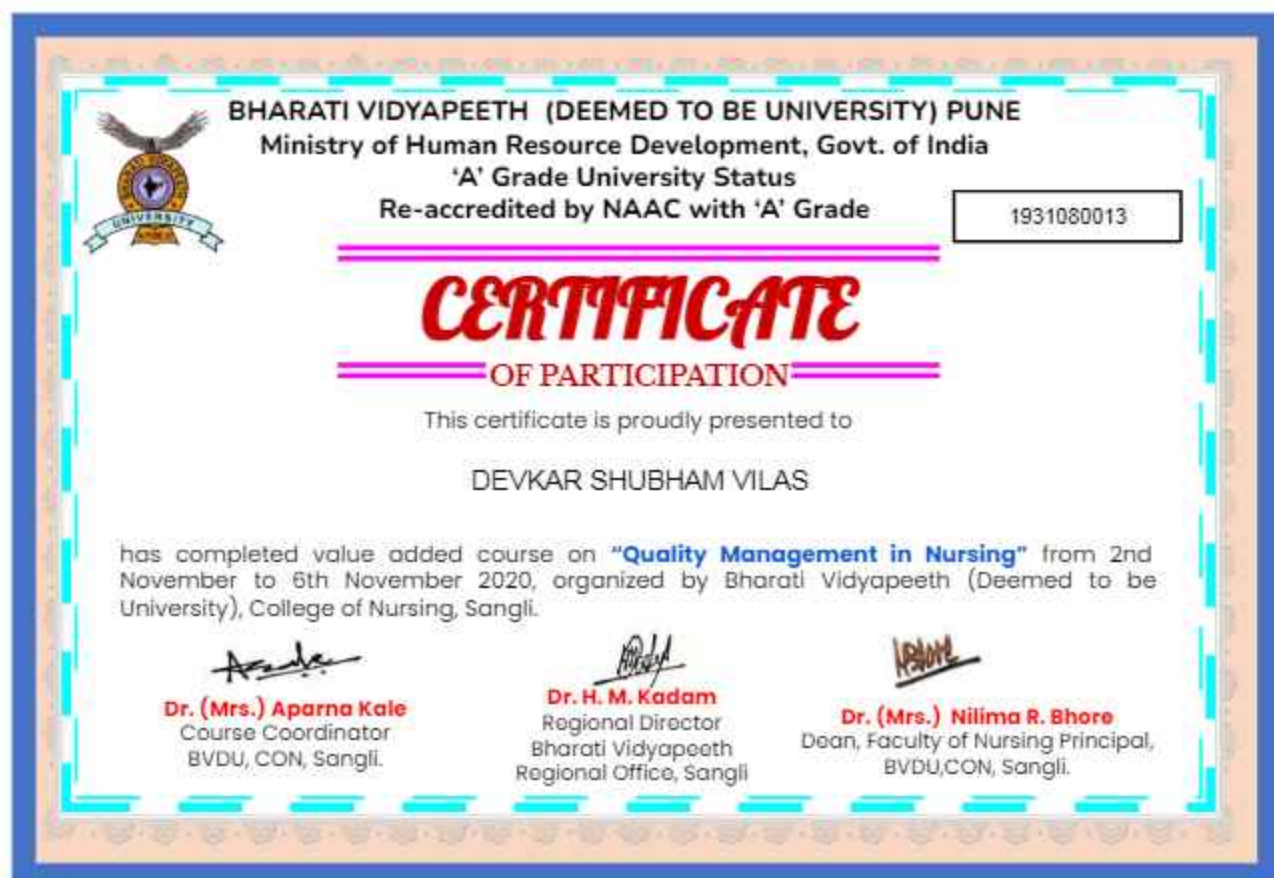 BHARATI VIDYAPEETH (DEEMED TO BE UNIVERSITY) PUNE
Ministry of Human Resource Development, Govt. of India
‘A’ Grade University Status
Re-accredited by NAAC with ‘A’ Grade
1931080013
BHARATI VIDYAPEETH
UNIVERSITY
CERTIFICATE
OF PARTICIPATION
This certificate is proudly presented to
DEVKAR SHUBHAM VILAS
has completed value added course on “Quality Management in Nursing” from 2nd
November to 6th November 2020, organized by Bharati Vidyapeeth (Deemed to be
University), College of Nursing, Sangli.
Dr. (Mrs.) Aparna Kale
Course Coordinator
BVDU, CON, Sangli.
Dr. H. M. Kadam
Regional Director
Bharati Vidyapeeth
Regional Office, Sangli
Dr. (Mrs.) Nilima R. Bhore
Dean, Faculty of Nursing Principal,
BVDU,CON, Sangli.